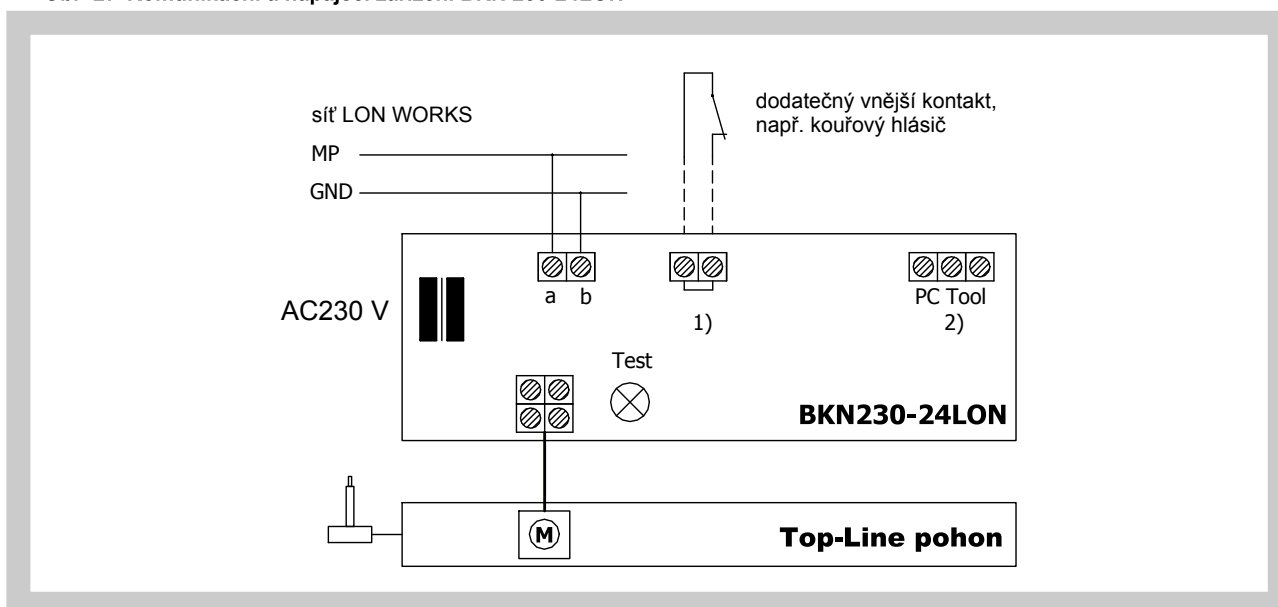 síť LON WORKS
MP
GND
dodatečný vnější kontakt,
např. kouřový hlásič
AC230 V
a b
1)
PC Tool
2)
Test
BKN230-24LON
M
Top-Line pohon